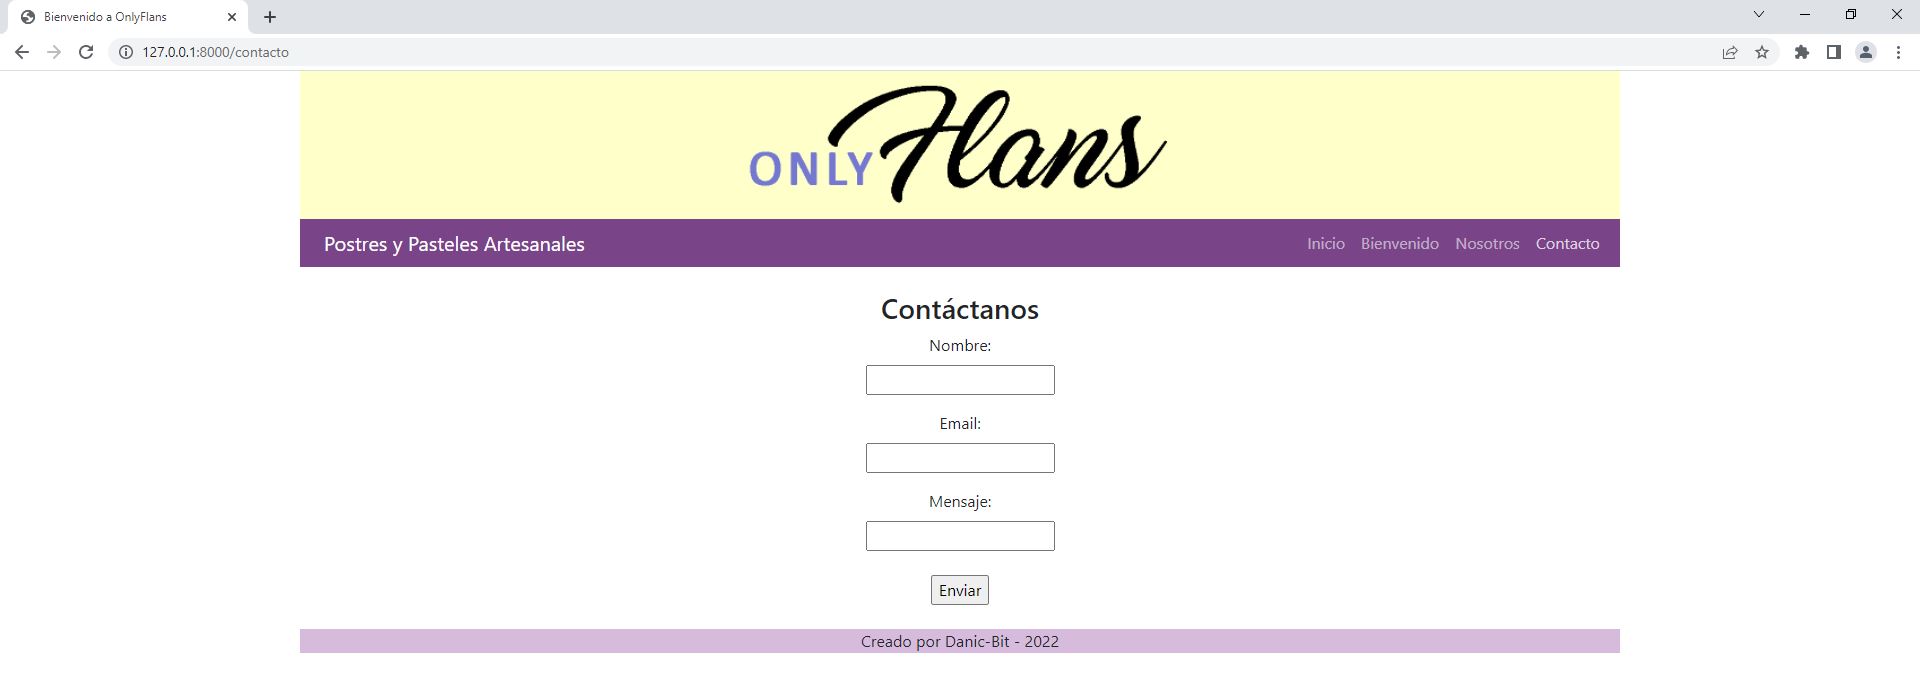 Bienvenido a OnlyFlans
127.0.0.1:8000/contacto
ONLY Flans
Postres y Pasteles Artesanales
Inicio Bienvenido Nosotros Contacto
Contáctanos
Nombre:
Email:
Mensaje:
Enviar
Creado por Danic-Bit - 2022